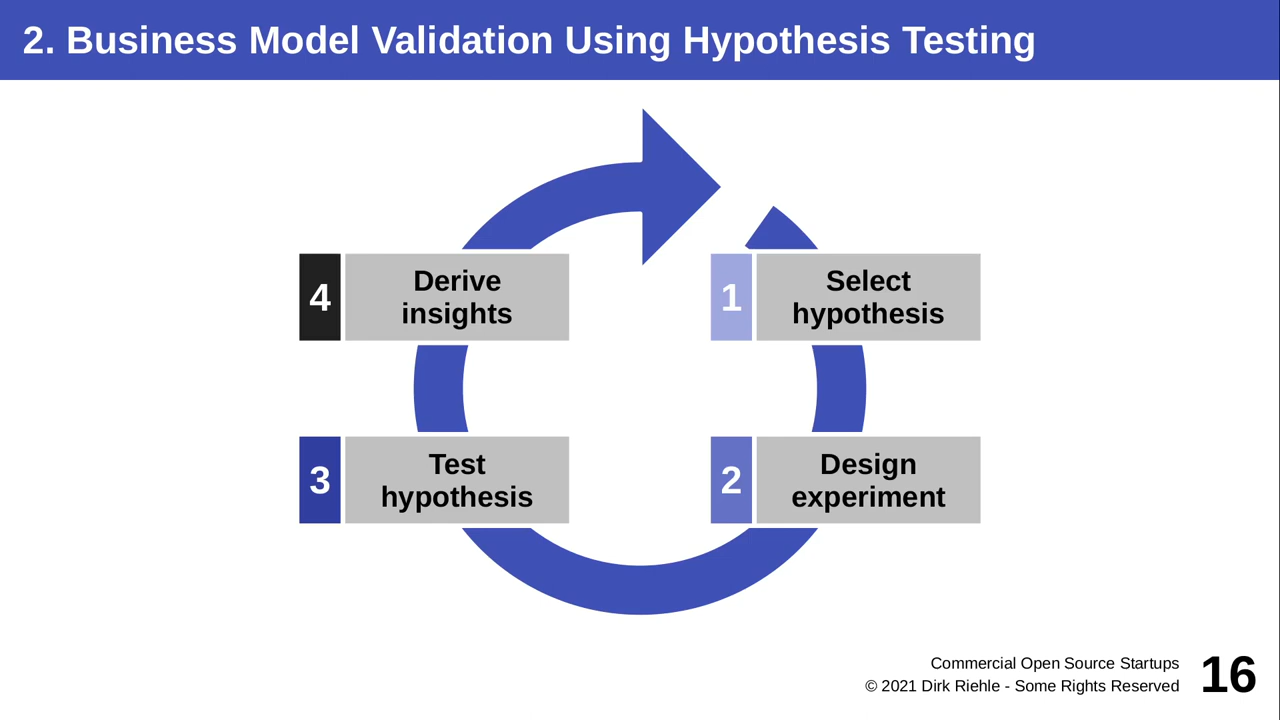 2. Business Model Validation Using Hypothesis Testing
1
Select
hypothesis
2
Design
experiment
3
Test
hypothesis
4
Derive
insights
Commercial Open Source Startups
© 2021 Dirk Riehle - Some Rights Reserved
16